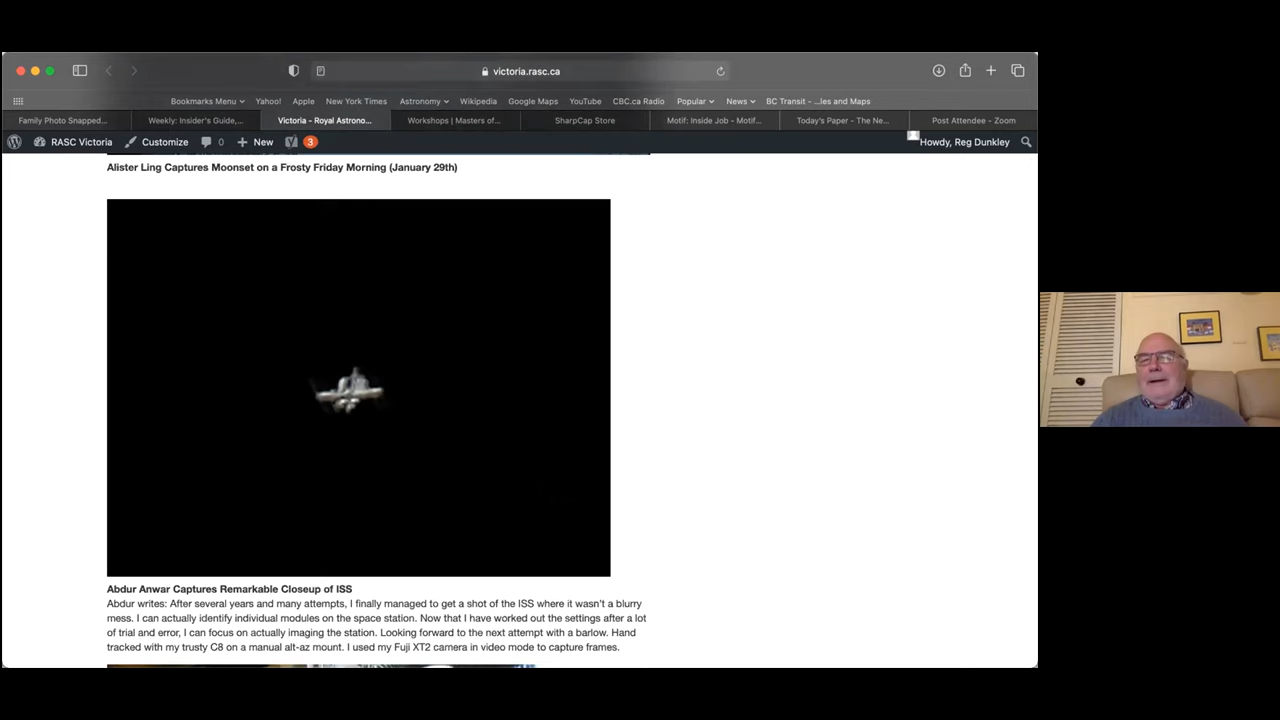 victoria.rasc.ca
Bookmarks Menu Yahoo! Apple New York Times Astronomy Wikipedia Google Maps YouTube CBC.ca Radio Popular News BC Transit - ...les and Maps
Family Photo Snapped... Weekly: Insider's Guide,... Victoria - Royal Astrono... Workshops | Masters of... SharpCap Store Motif: Inside Job - Motif... Today's Paper - The Ne... Post Attendee - Zoom
RASC Victoria Customize 0 New 3 Howdy, Reg Dunkley
Alister Ling Captures Moonset on a Frosty Friday Morning (January 29th)
Abdur Anwar Captures Remarkable Closeup of ISS
Abdur writes: After several years and many attempts, I finally managed to get a shot of the ISS where it wasn't a blurry
mess. I can actually identify individual modules on the space station. Now that I have worked out the settings after a lot
of trial and error, I can focus on actually imaging the station. Looking forward to the next attempt with a barlow. Hand
tracked with my trusty C8 on a manual alt-az mount. I used my Fuji XT2 camera in video mode to capture frames.